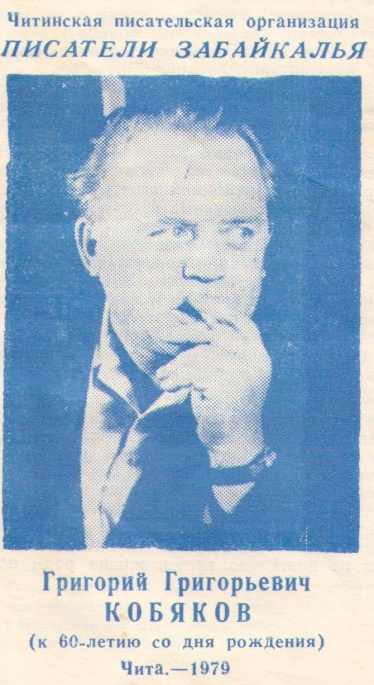 Читинская писательская организация
ПИСАТЕЛИ ЗАБАЙКАЛЬЯ
Григорий Григорьевич
КОБЯКОВ
(к 60-летию со дня рождения)
Чита.—1979